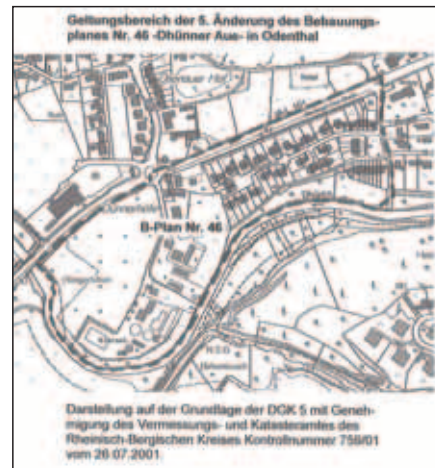 Geltungsbereich der 5. Änderung des Bebauungs-
planes Nr. 46 -Dhünner Aue- in Odenthal
B-Plan Nr. 46
N.S.G
Darstellung auf der Grundlage der DGK 5 mit Geneh-
migung des Vermessungs- und Katasteramtes des
Rheinisch-Bergischen Kreises Kontrollnummer 759/01
vom 26.07.2001